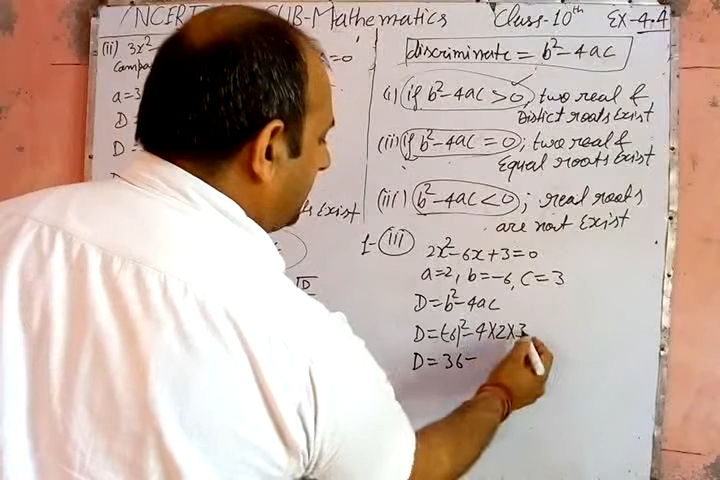 NCERT SUB-Mathematics Class-10th EX-4.4
(ii) 3x²-
=0
Compa
a=3
D=
D=
Exist
√D
discriminate = b²-4ac
(i) if b²-4ac>0, two real &
Distict roots Exist
(ii) if b²-4ac=0; two real &
Equal roots Exist
(iii) b²-4ac<0; real roots
are not Exist
1-(iii)
2x²-6x+3=0
a=2, b=-6, c=3
D=b²-4ac
D=(-6)²-4X2X3
D=36-